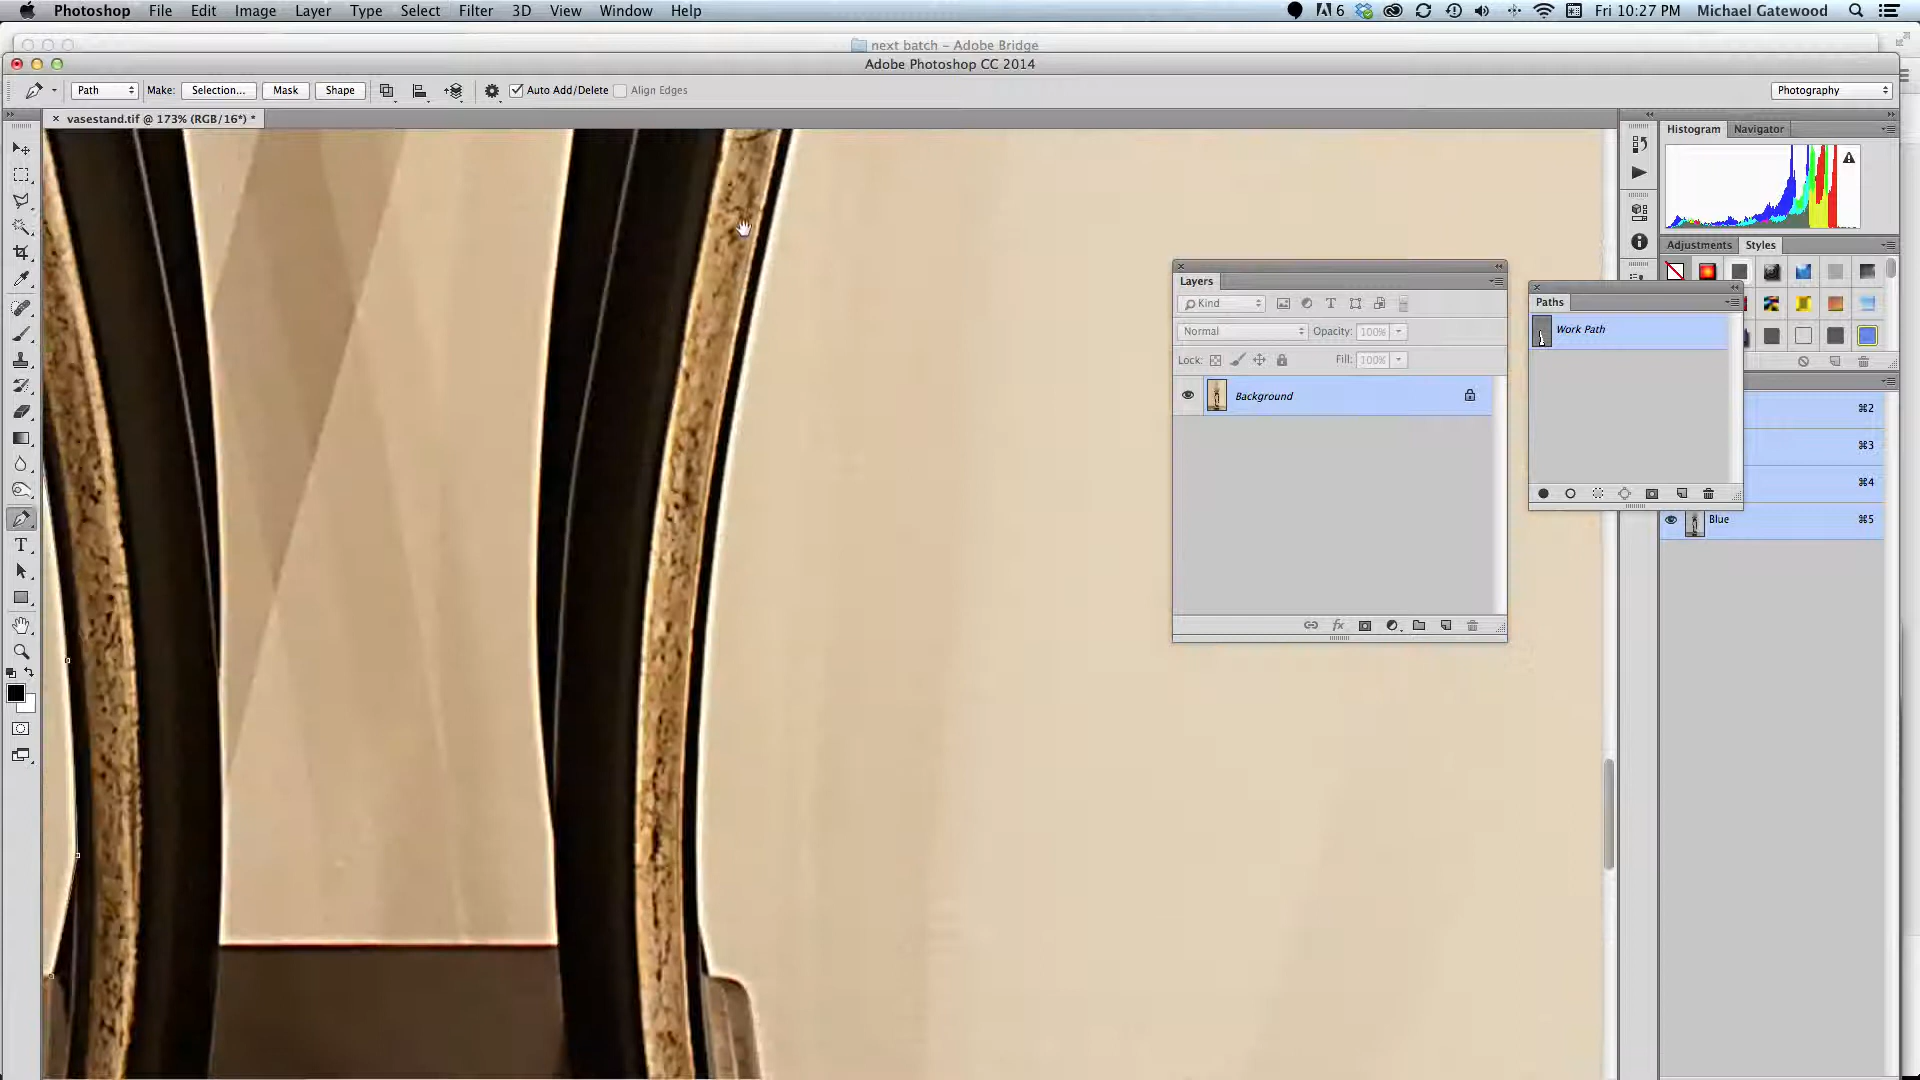 Photoshop File Edit Image Layer Type Select Filter 3D View Window Help 6 Fri 10:27 PM Michael Gatewood
next batch – Adobe Bridge
Adobe Photoshop CC 2014
Path Make: Selection... Mask Shape Auto Add/Delete Align Edges Photography
× vasestand.tif @ 173% (RGB/16*) *
Histogram Navigator
Adjustments Styles
Layers
Kind
Normal Opacity: 100%
Lock: Fill: 100%
Background
Paths
Work Path
⌘2
⌘3
⌘4
Blue ⌘5